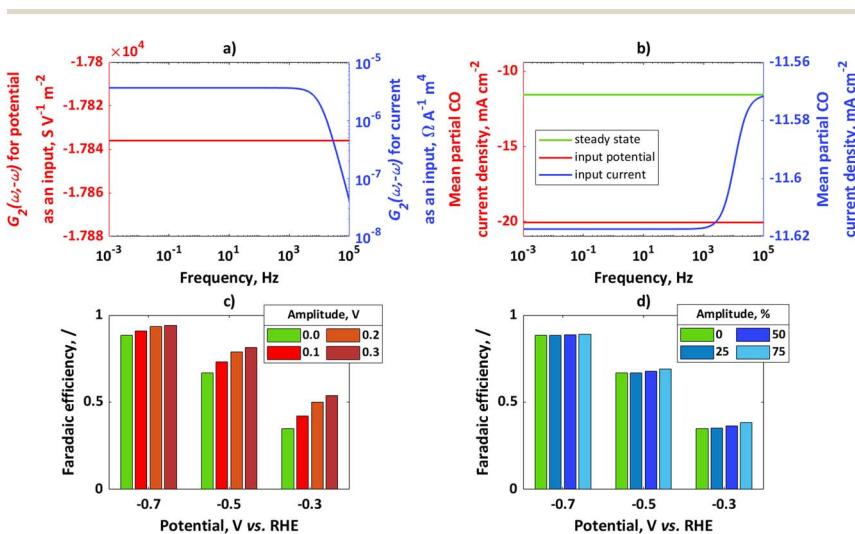 a)
-1.78 ×10⁴
-1.782
-1.784
-1.786
-1.788
G₂(ω,-ω) for potential
as an input, S V⁻¹ m⁻²
10⁻⁵
10⁻⁶
10⁻⁷
10⁻⁸
G₂(ω,-ω) for current
as an input, Ω A⁻¹ m⁴
10⁻³ 10⁻¹ 10¹ 10³ 10⁵
Frequency, Hz
b)
-10
-15
-20
Mean partial CO
current density, mA cm⁻²
steady state
input potential
input current
-11.56
-11.58
-11.6
-11.62
Mean partial CO
current density, mA cm⁻²
10⁻³ 10⁻¹ 10¹ 10³ 10⁵
Frequency, Hz
c)
1
0.5
0
Faradaic efficiency, /
Amplitude, V
0.0 0.2
0.1 0.3
-0.7 -0.5 -0.3
Potential, V vs. RHE
d)
1
0.5
0
Faradaic efficiency, /
Amplitude, %
0 50
25 75
-0.7 -0.5 -0.3
Potential, V vs. RHE